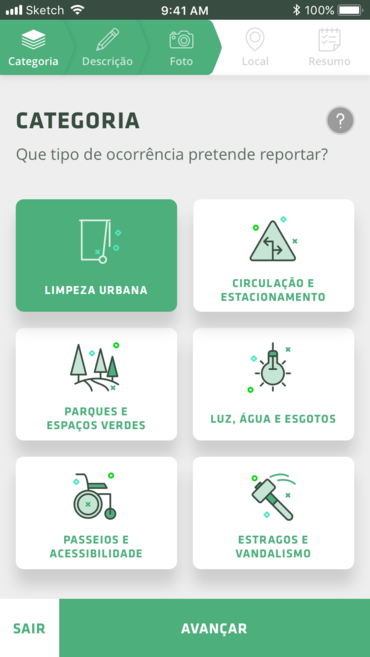 Sketch
9:41 AM
100%
Categoria
Descrição
Foto
Local
Resumo
CATEGORIA
?
Que tipo de ocorrência pretende reportar?
LIMPEZA URBANA
CIRCULAÇÃO E
ESTACIONAMENTO
PARQUES E
ESPAÇOS VERDES
LUZ, ÁGUA E ESGOTOS
PASSEIOS E
ACESSIBILIDADE
ESTRAGOS E
VANDALISMO
SAIR
AVANÇAR